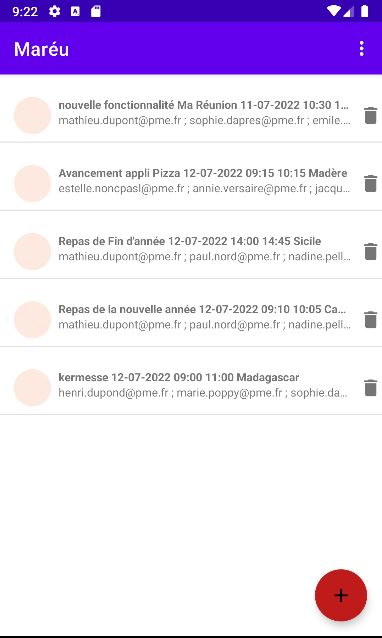 9:22
Maréu
nouvelle fonctionnalité Ma Réunion 11-07-2022 10:30 1...
mathieu.dupont@pme.fr ; sophie.dapres@pme.fr ; emile....
Avancement appli Pizza 12-07-2022 09:15 10:15 Madère
estelle.noncpasl@pme.fr ; annie.versaire@pme.fr ; jacqu...
Repas de Fin d'année 12-07-2022 14:00 14:45 Sicile
mathieu.dupont@pme.fr ; paul.nord@pme.fr ; nadine.pell...
Repas de la nouvelle année 12-07-2022 09:10 10:05 Ca...
mathieu.dupont@pme.fr ; paul.nord@pme.fr ; nadine.pell...
kermesse 12-07-2022 09:00 11:00 Madagascar
henri.dupond@pme.fr ; marie.poppy@pme.fr ; sophie.da...